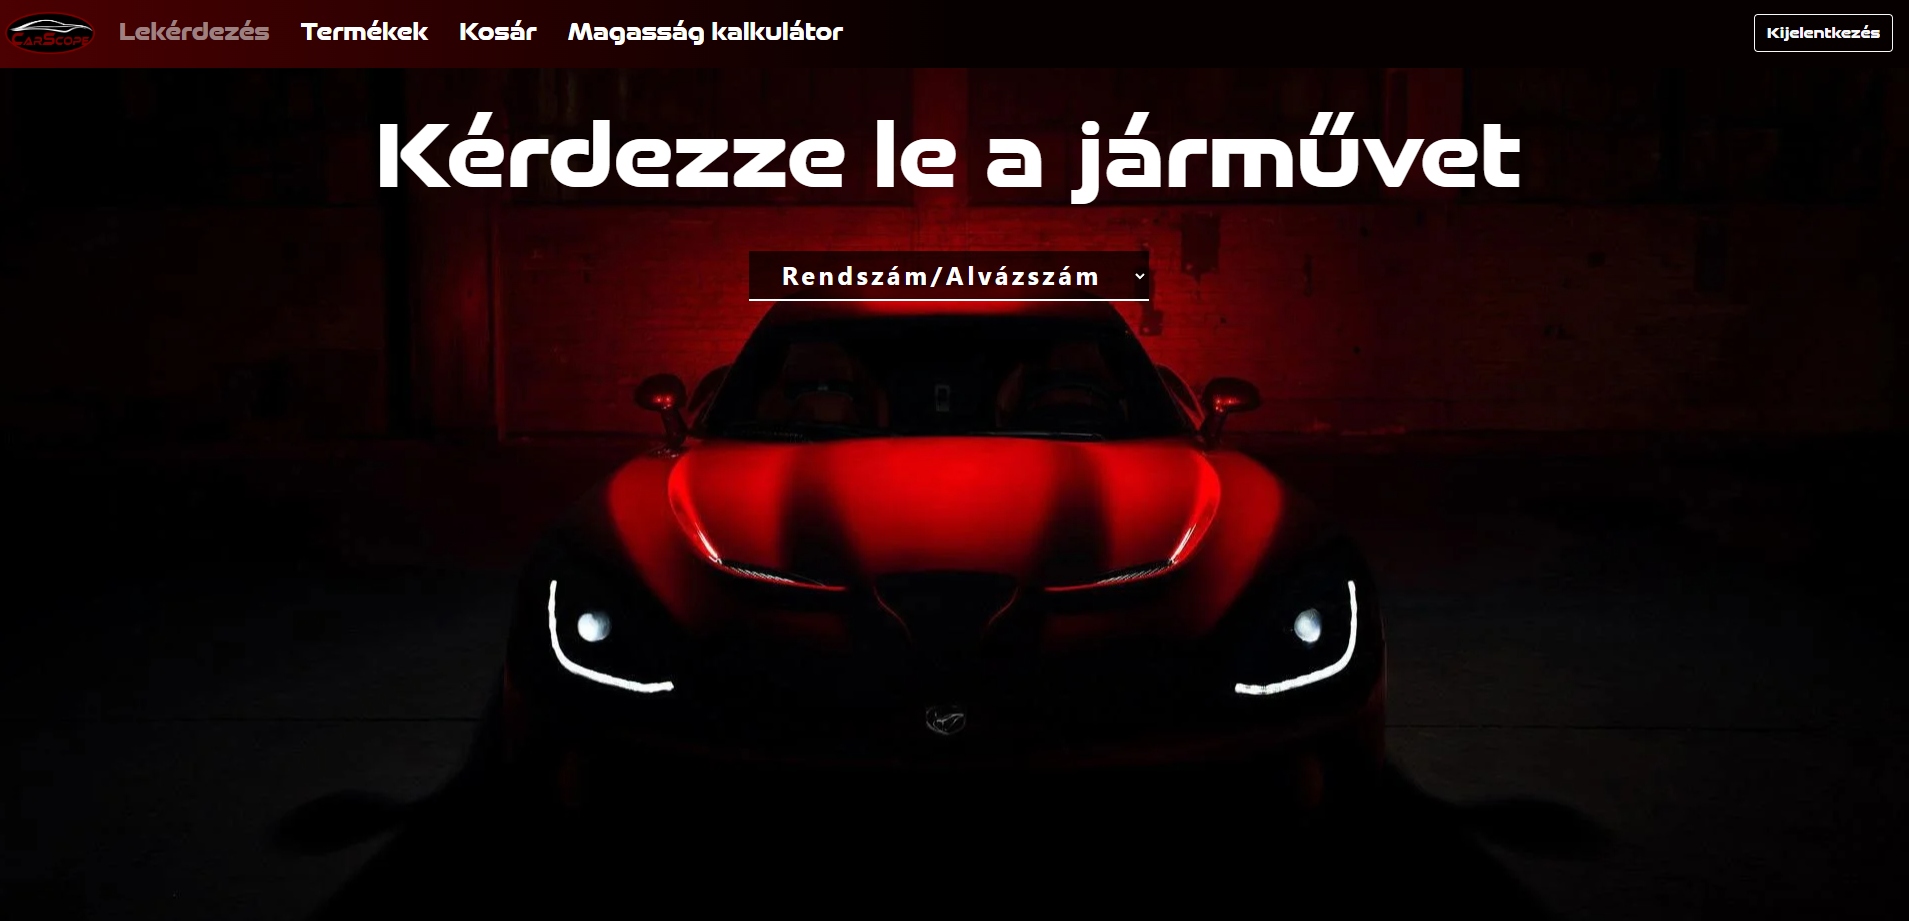 CarScope
Lekérdezés Termékek Kosár Magasság kalkulátor Kijelentkezés
Kérdezze le a járművet
Rendszám/Alvázszám